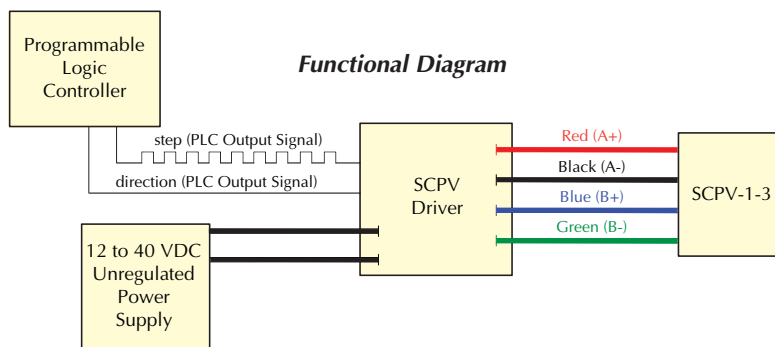 Programmable
Logic
Controller
Functional Diagram
step (PLC Output Signal)
direction (PLC Output Signal)
SCPV
Driver
Red (A+)
Black (A-)
Blue (B+)
Green (B-)
SCPV-1-3
12 to 40 VDC
Unregulated
Power
Supply